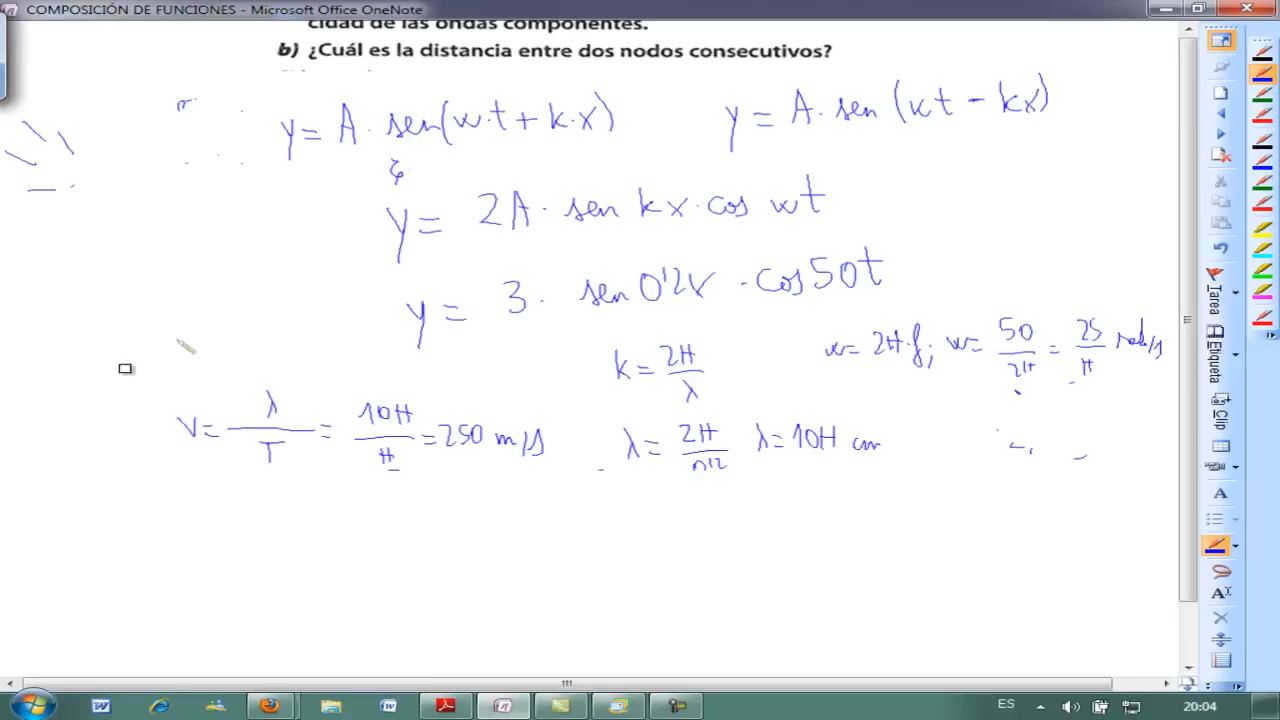 COMPOSICIÓN DE FUNCIONES - Microsoft Office OneNote
cidad de las ondas componentes.
b) ¿Cuál es la distancia entre dos nodos consecutivos?
y = A · sen(w·t + k·x) y = A · sen (wt - kx)
y = 2A · sen kx · cos wt
y = 3 · sen 0'2x · cos 50t
k = 2π/λ w = 2π·f; w = 50/2π = 25/π rad/s
v = λ/T = 10π/π = 250 m/s λ = 2π/0'2 λ = 10π cm
Tarea
Etiqueta
Clip
ES 20:04